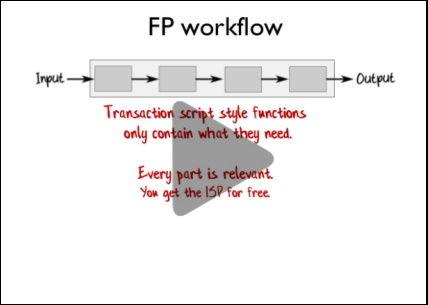 FP workflow
Input
Output
Transaction script style functions
only contain what they need.
Every part is relevant.
You get the ISP for free.